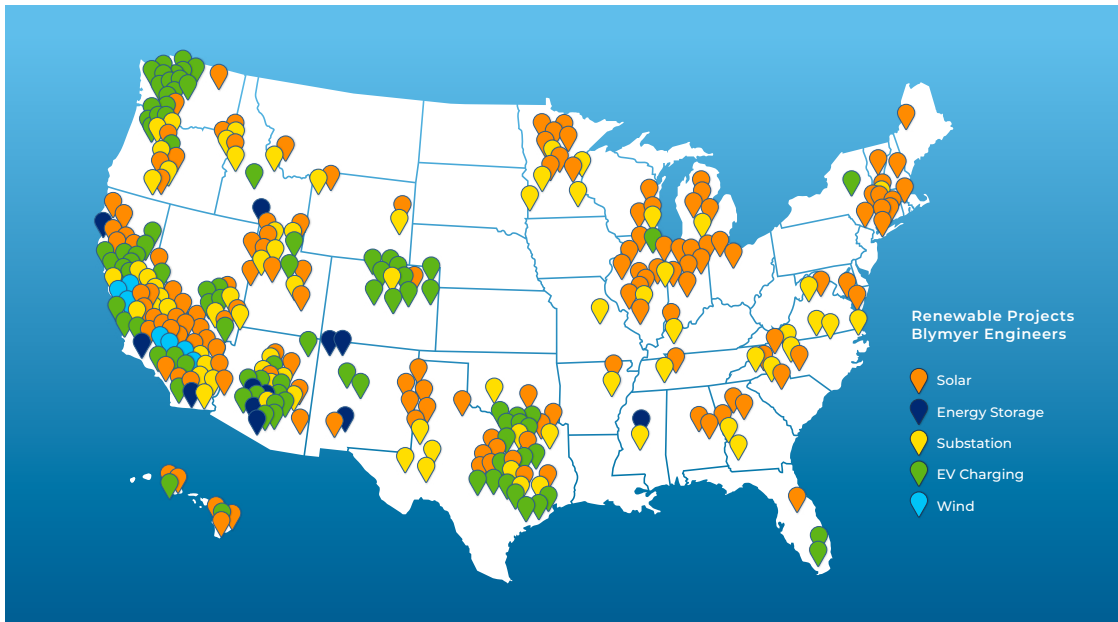 Renewable Projects
Blymyer Engineers
Solar
Energy Storage
Substation
EV Charging
Wind